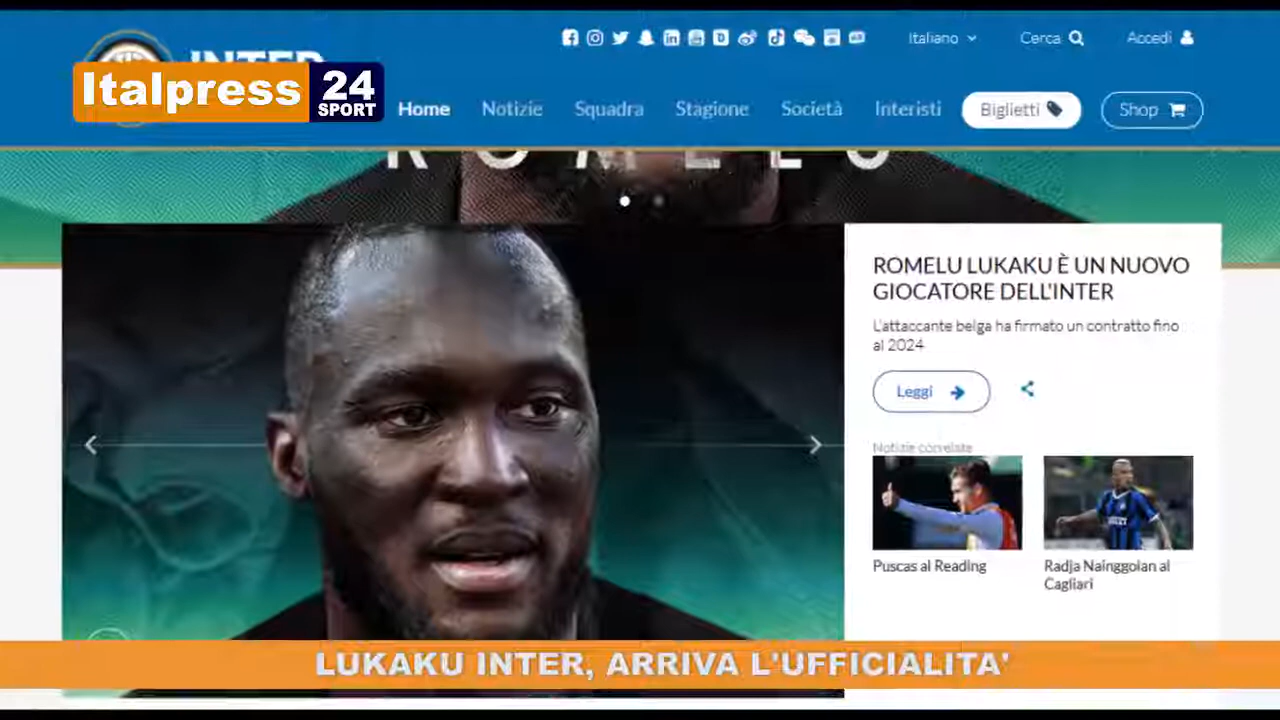 INTER
Italiano
Cerca
Accedi
Italpress 24 SPORT
Home
Notizie
Squadra
Stagione
Società
Interisti
Biglietti
Shop
ROMELU
ROMELU LUKAKU È UN NUOVO
GIOCATORE DELL'INTER
L'attaccante belga ha firmato un contratto fino
al 2024
Leggi
Notizie correlate
Puscas al Reading
Radja Nainggolan al
Cagliari
LUKAKU INTER, ARRIVA L'UFFICIALITA'